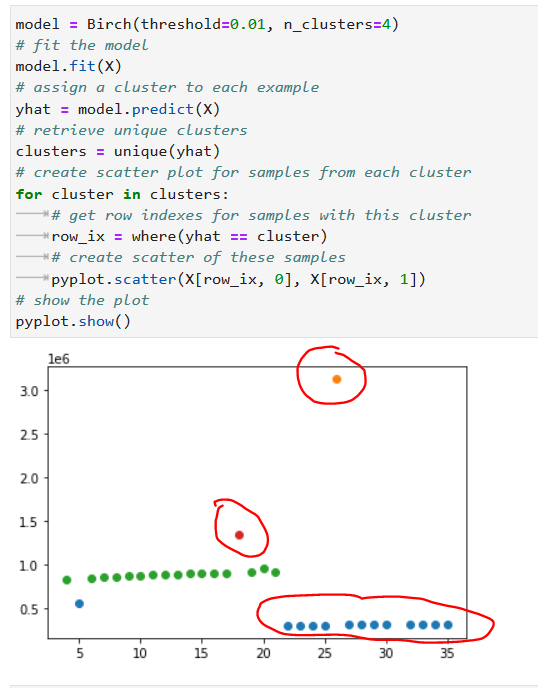 model = Birch(threshold=0.01, n_clusters=4)
# fit the model
model.fit(X)
# assign a cluster to each example
yhat = model.predict(X)
# retrieve unique clusters
clusters = unique(yhat)
# create scatter plot for samples from each cluster
for cluster in clusters:
# get row indexes for samples with this cluster
row_ix = where(yhat == cluster)
# create scatter of these samples
pyplot.scatter(X[row_ix, 0], X[row_ix, 1])
# show the plot
pyplot.show()
1e6
3.0
2.5
2.0
1.5
1.0
0.5
5 10 15 20 25 30 35